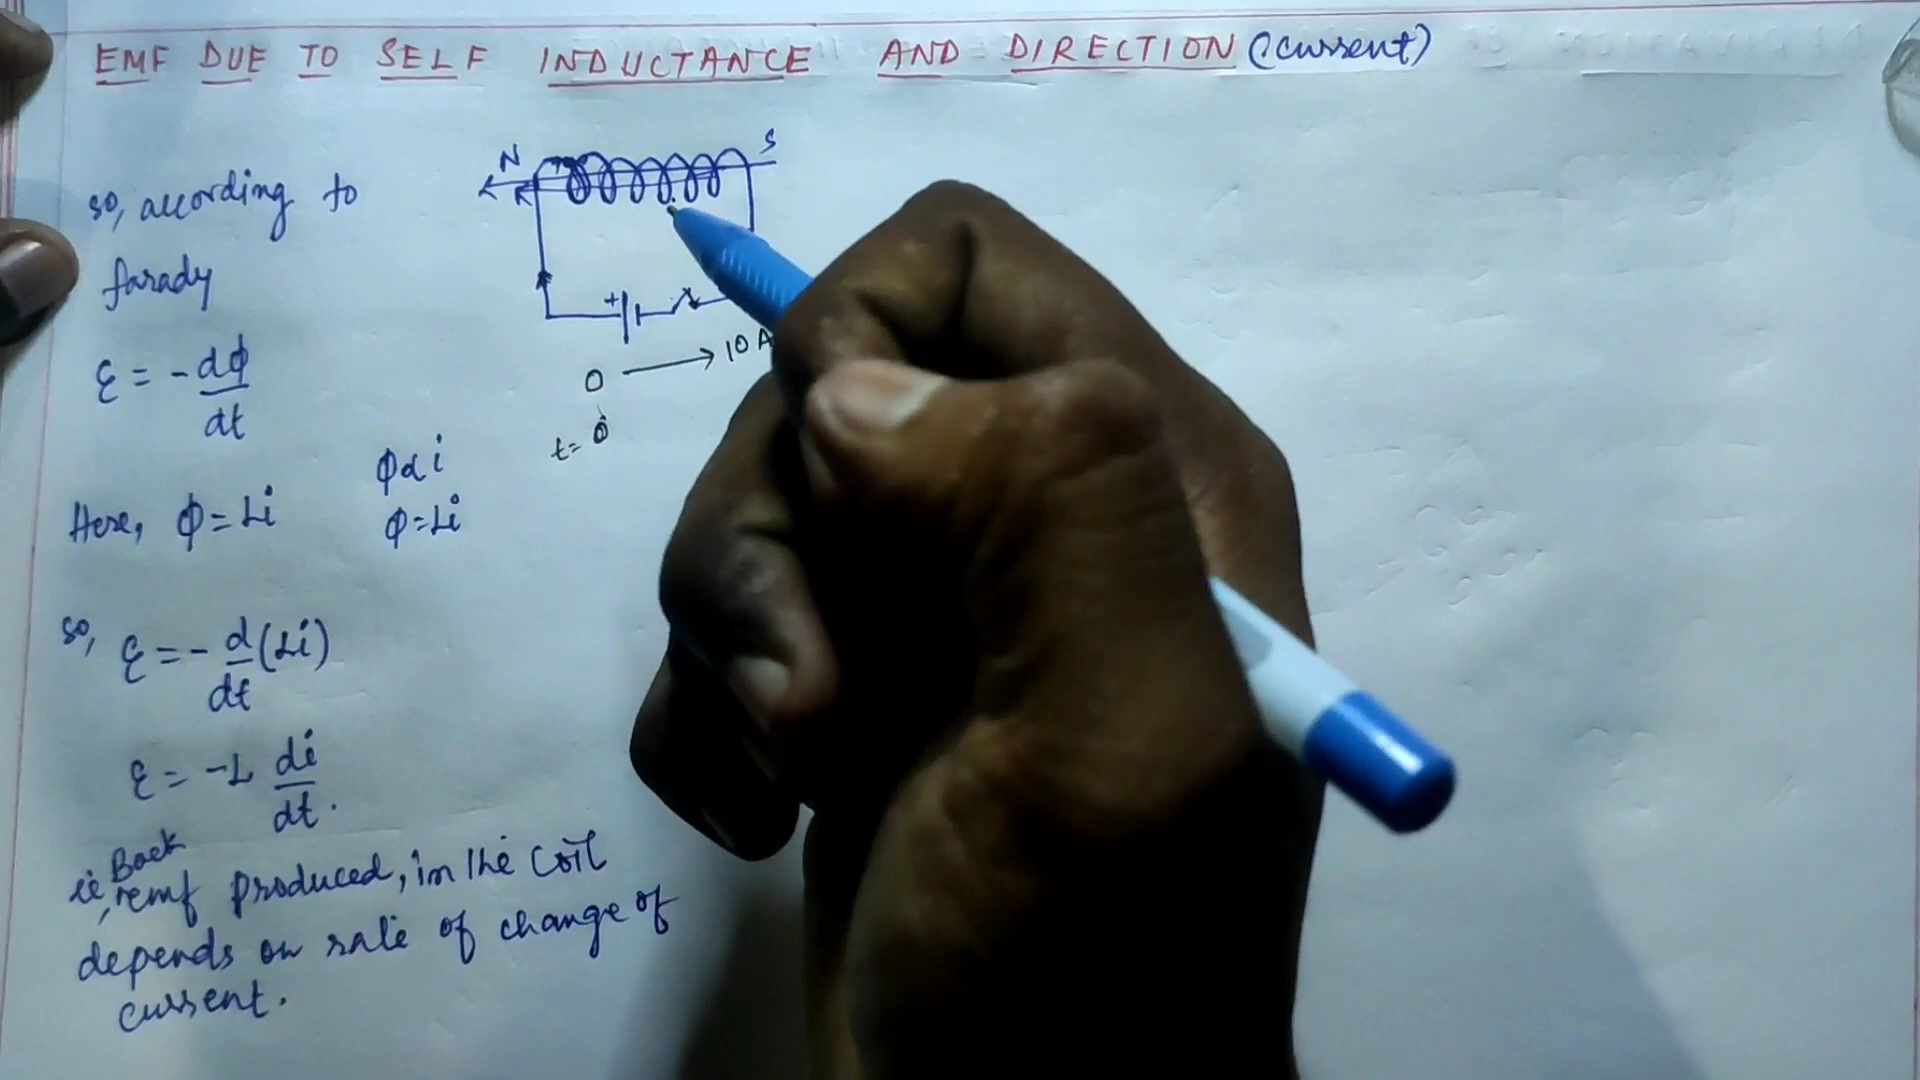 EMF DUE TO SELF INDUCTANCE AND DIRECTION (current)
N
S
so, according to
farady
+
0 → 10 A
t = 0
ε = - dϕ/dt
ϕ α i
Here, ϕ = Li
ϕ = Li
so, ε = - d/dt (Li)
ε = -L di/dt.
Back
ie, emf produced, in the coil
depends on rate of change of
current.